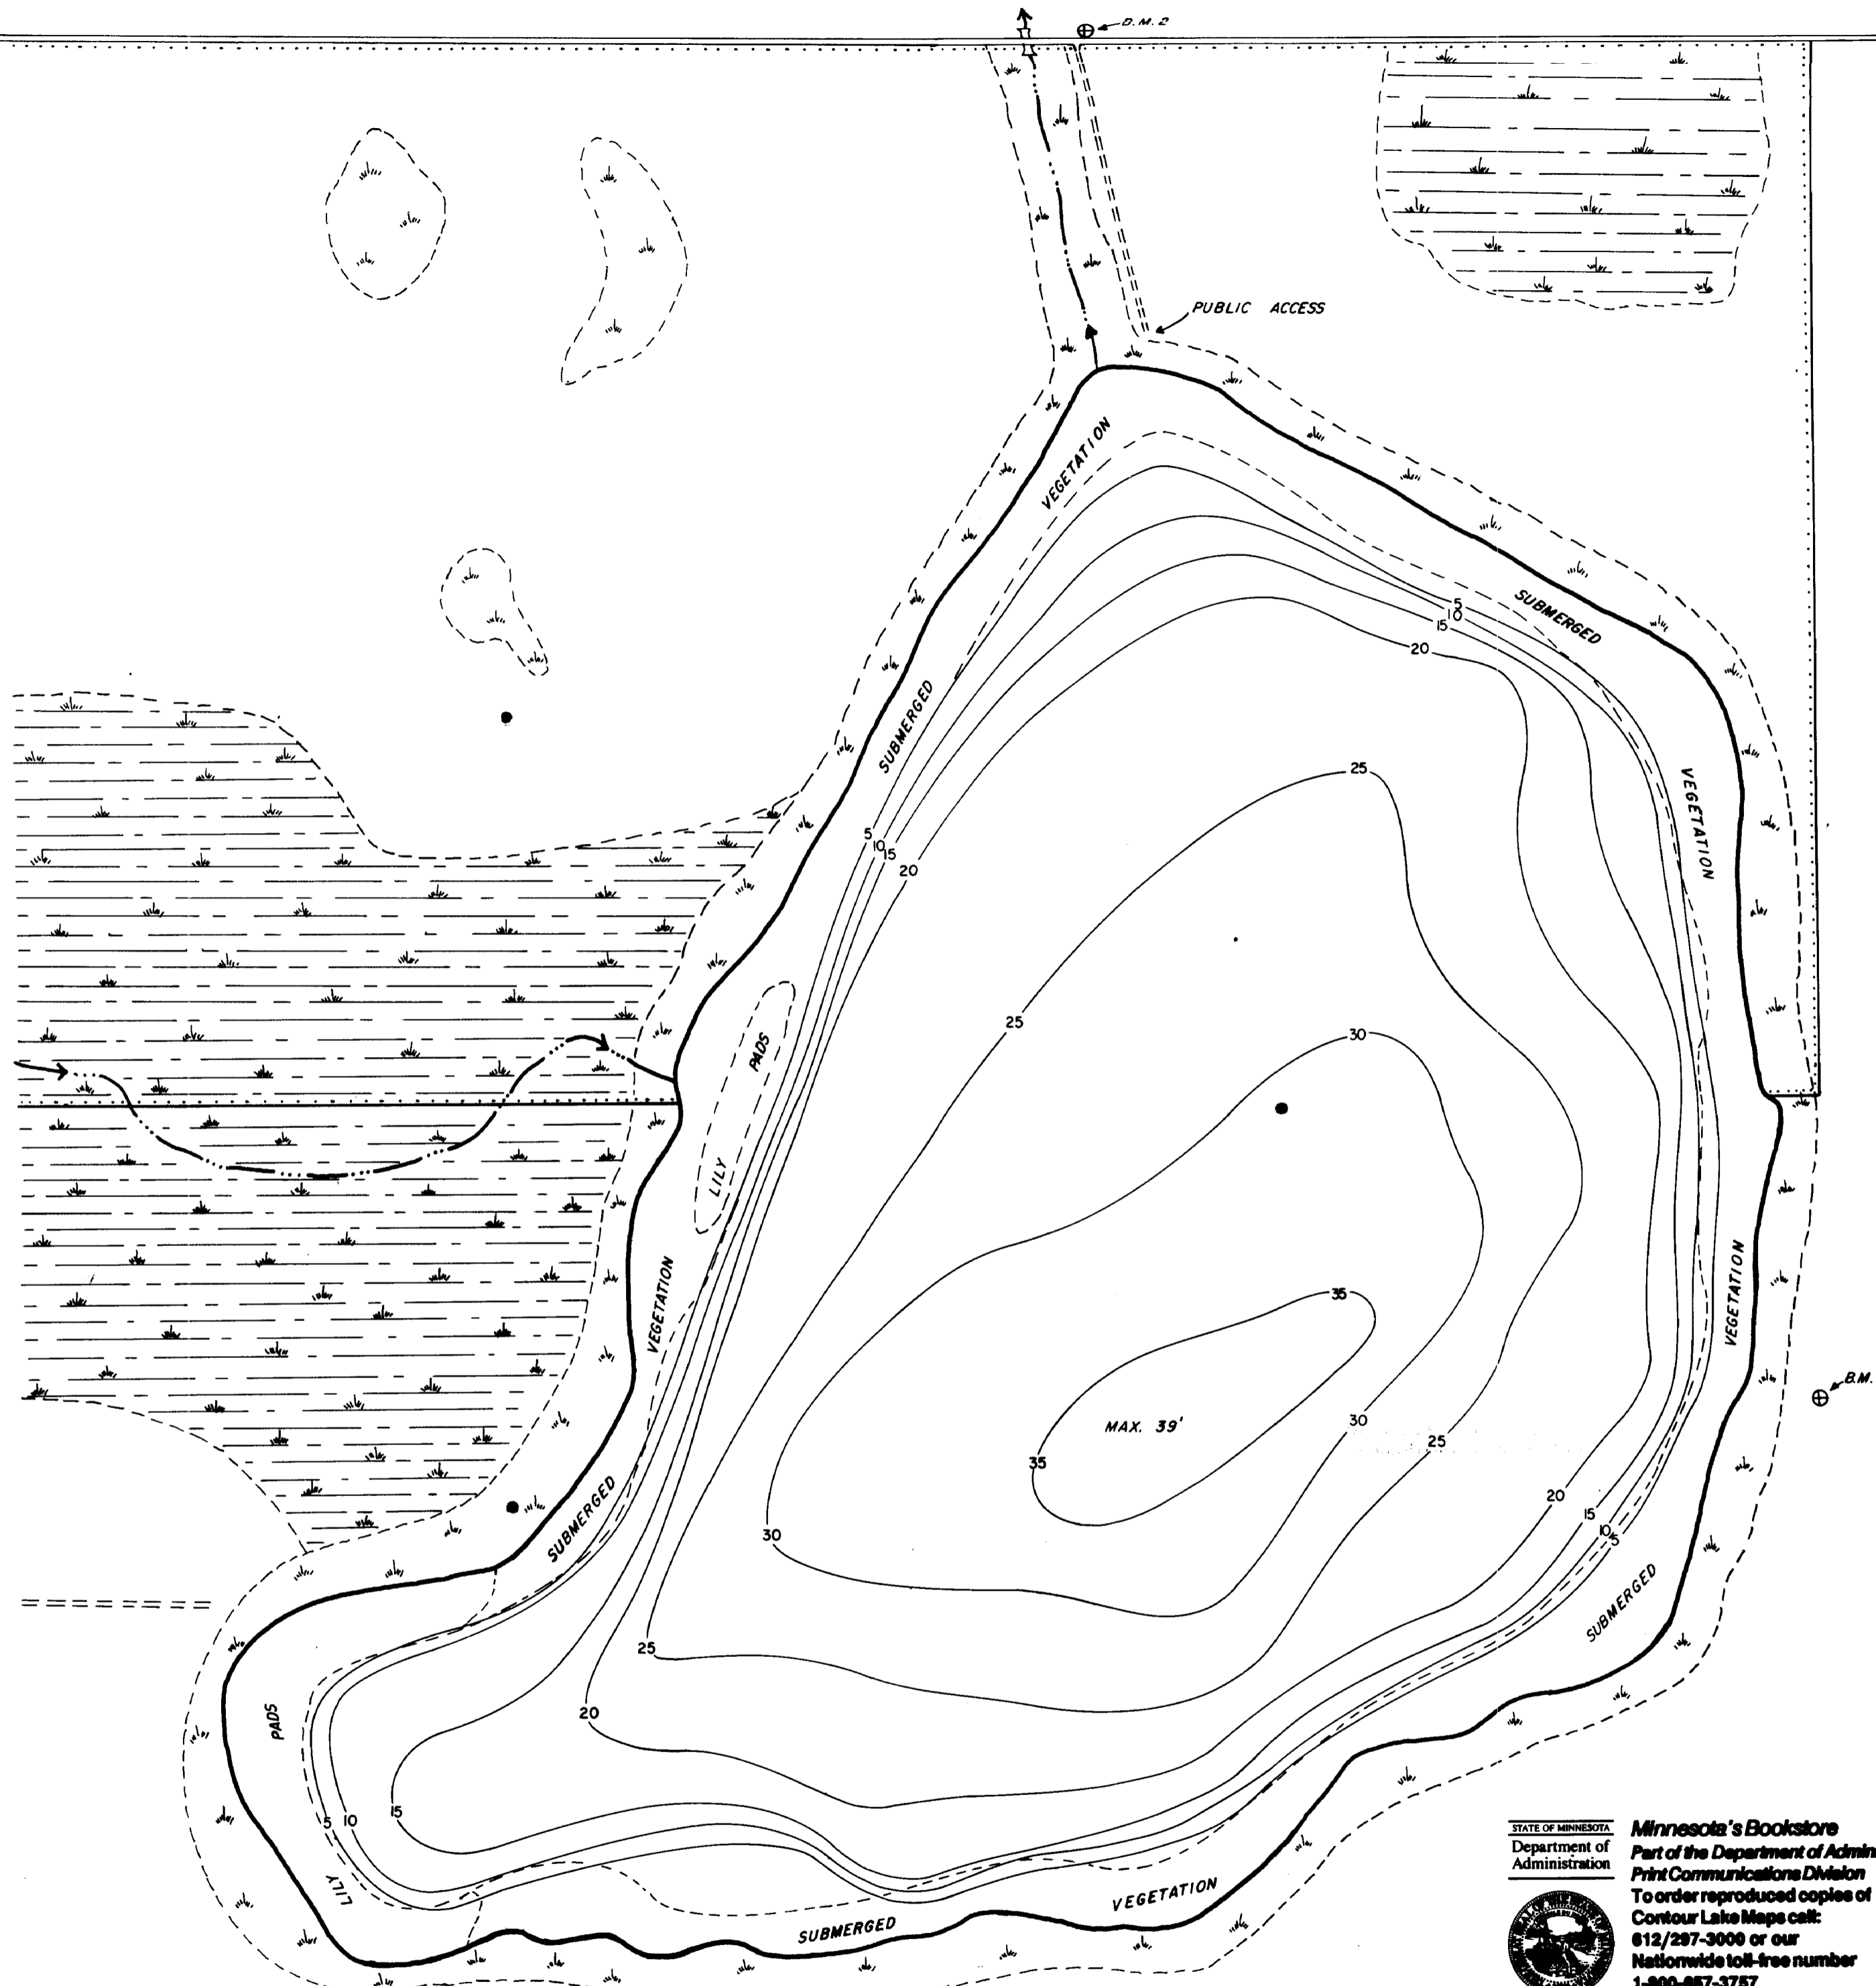 B.M. 2
PUBLIC ACCESS
VEGETATION
SUBMERGED
5
10
15
20
SUBMERGED
VEGETATION
25
5
10
15
20
25
30
PADS
LILY
VEGETATION
VEGETATION
35
B.M.
MAX. 39'
30
25
35
20
15
10
5
30
SUBMERGED
SUBMERGED
25
20
PADS
15
10
5
LILY
VEGETATION
SUBMERGED
STATE OF MINNESOTA
Department of
Administration
Minnesota's Bookstore
Part of the Department of Admin
Print Communications Division
To order reproduced copies of
Contour Lake Maps call:
612/297-3000 or our
Nationwide toll-free number
1-800-657-3757